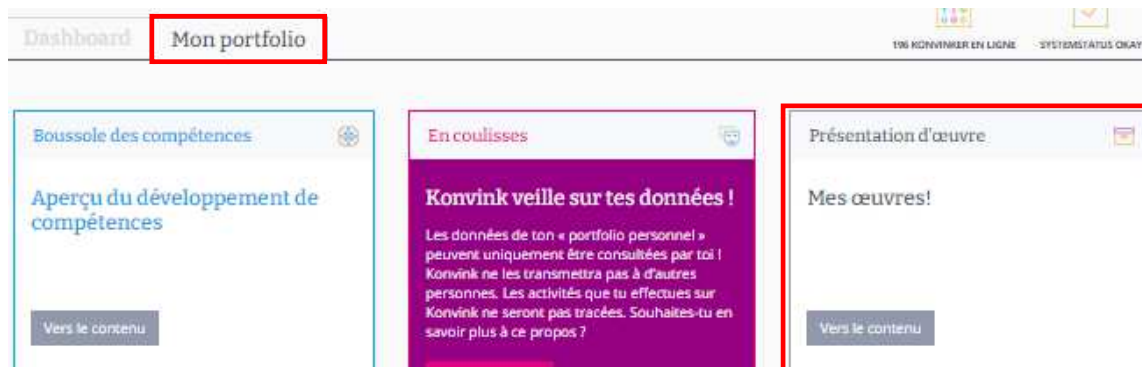 Dashboard Mon portfolio
196 KONVINKER EN LIGNE SYSTEMSTATUS OKAY
Boussole des compétences
Aperçu du développement de
compétences
Vers le contenu
En coulisses
Konvink veille sur tes données !
Les données de ton « portfolio personnel »
peuvent uniquement être consultées par toi !
Konvink ne les transmettra pas à d'autres
personnes. Les activités que tu effectues sur
Konvink ne seront pas tracées. Souhaites-tu en
savoir plus à ce propos ?
Présentation d'œuvre
Mes œuvres!
Vers le contenu